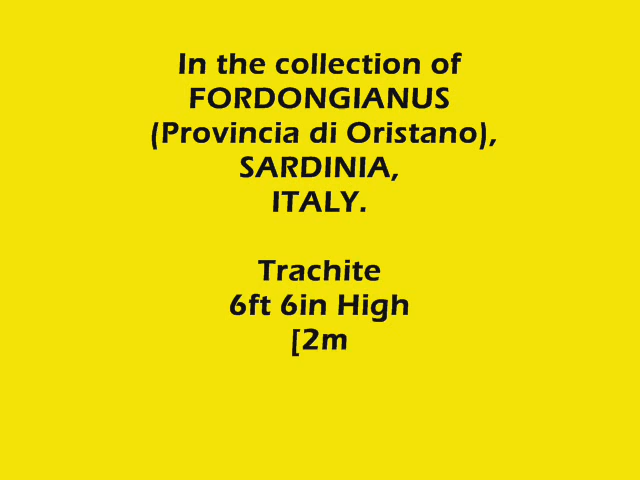 In the collection of
FORDONGIANUS
(Provincia di Oristano),
SARDINIA,
ITALY.
Trachite
6ft 6in High
[2m